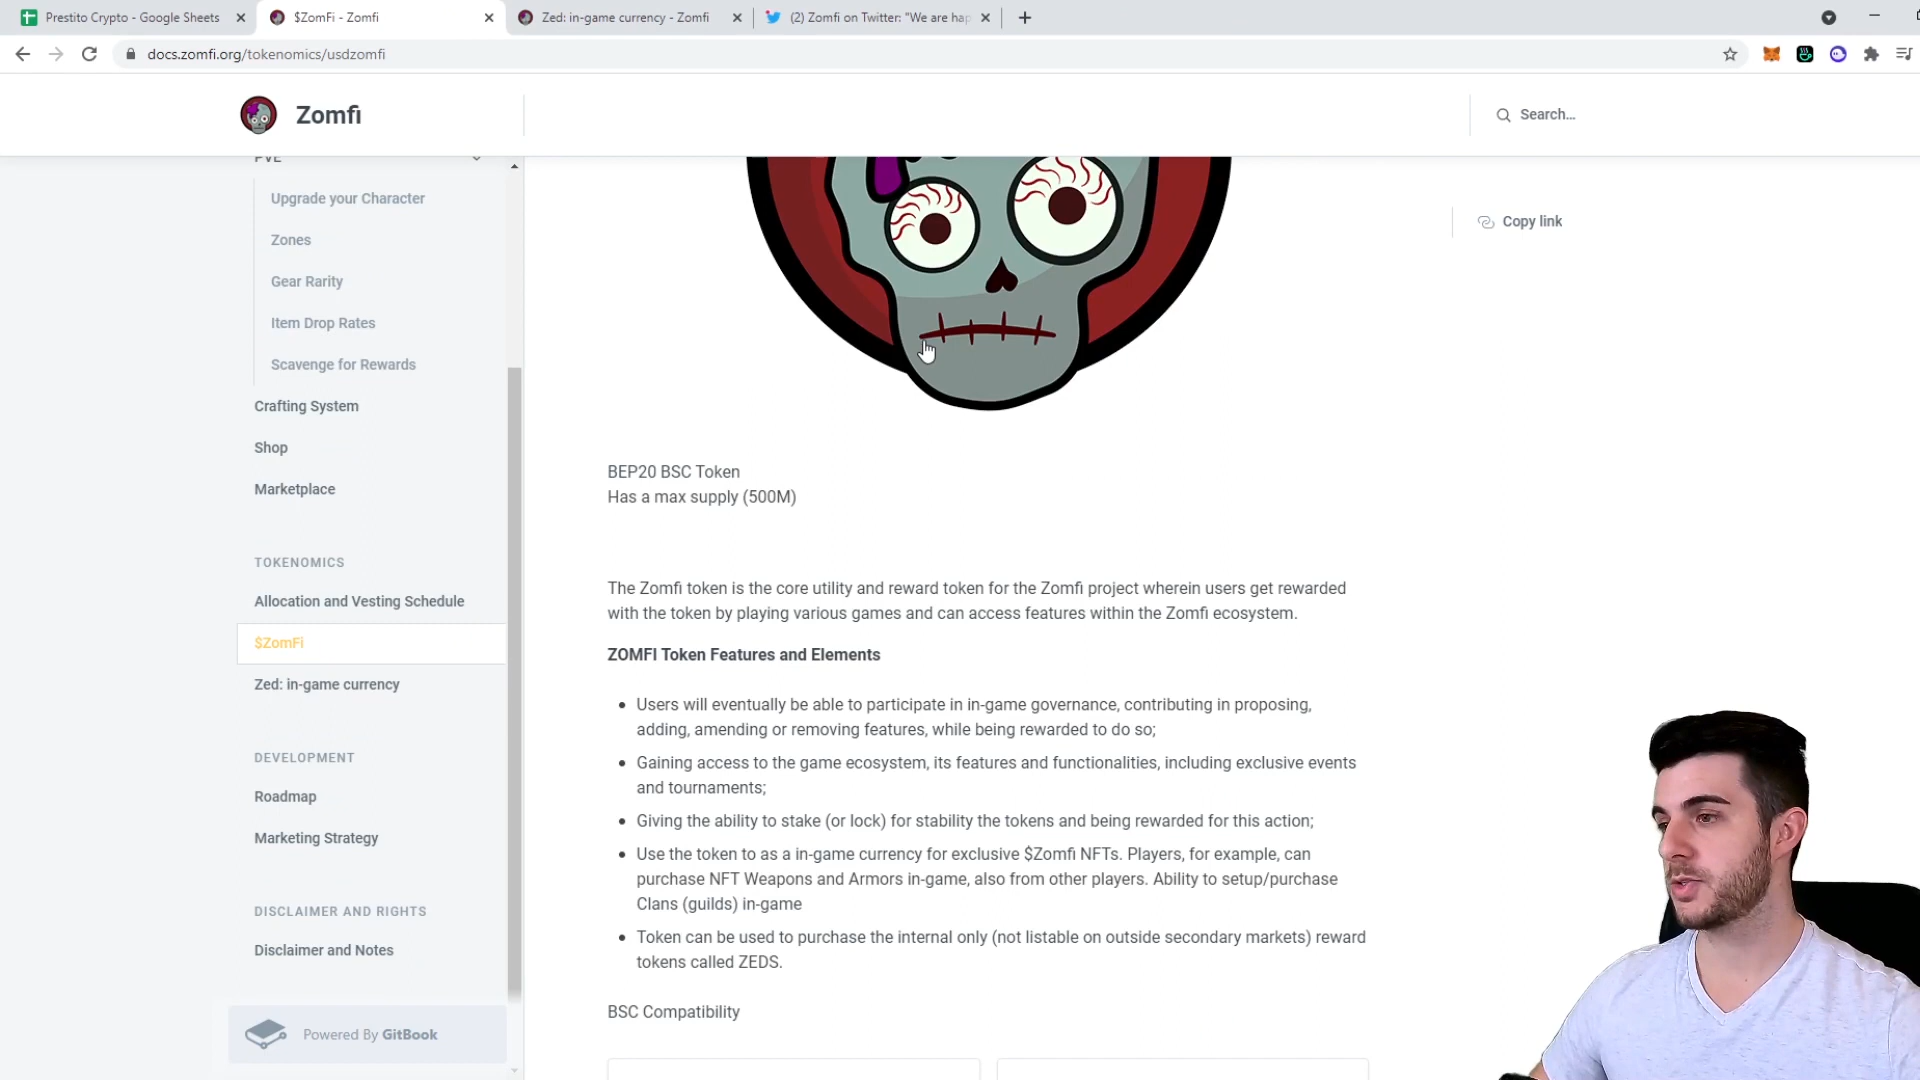 Prestito Crypto - Google Sheets
$ZomFi - Zomfi
Zed: in-game currency - Zomfi
(2) Zomfi on Twitter: "We are hap
docs.zomfi.org/tokenomics/usdzomfi
Zomfi
Search...
Copy link
PVE
Upgrade your Character
Zones
Gear Rarity
Item Drop Rates
Scavenge for Rewards
Crafting System
Shop
Marketplace
TOKENOMICS
Allocation and Vesting Schedule
$ZomFi
Zed: in-game currency
DEVELOPMENT
Roadmap
Marketing Strategy
DISCLAIMER AND RIGHTS
Disclaimer and Notes
Powered By GitBook
BEP20 BSC Token
Has a max supply (500M)
The Zomfi token is the core utility and reward token for the Zomfi project wherein users get rewarded
with the token by playing various games and can access features within the Zomfi ecosystem.
ZOMFI Token Features and Elements
Users will eventually be able to participate in in-game governance, contributing in proposing,
adding, amending or removing features, while being rewarded to do so;
Gaining access to the game ecosystem, its features and functionalities, including exclusive events
and tournaments;
Giving the ability to stake (or lock) for stability the tokens and being rewarded for this action;
Use the token to as a in-game currency for exclusive $Zomfi NFTs. Players, for example, can
purchase NFT Weapons and Armors in-game, also from other players. Ability to setup/purchase
Clans (guilds) in-game
Token can be used to purchase the internal only (not listable on outside secondary markets) reward
tokens called ZEDS.
BSC Compatibility